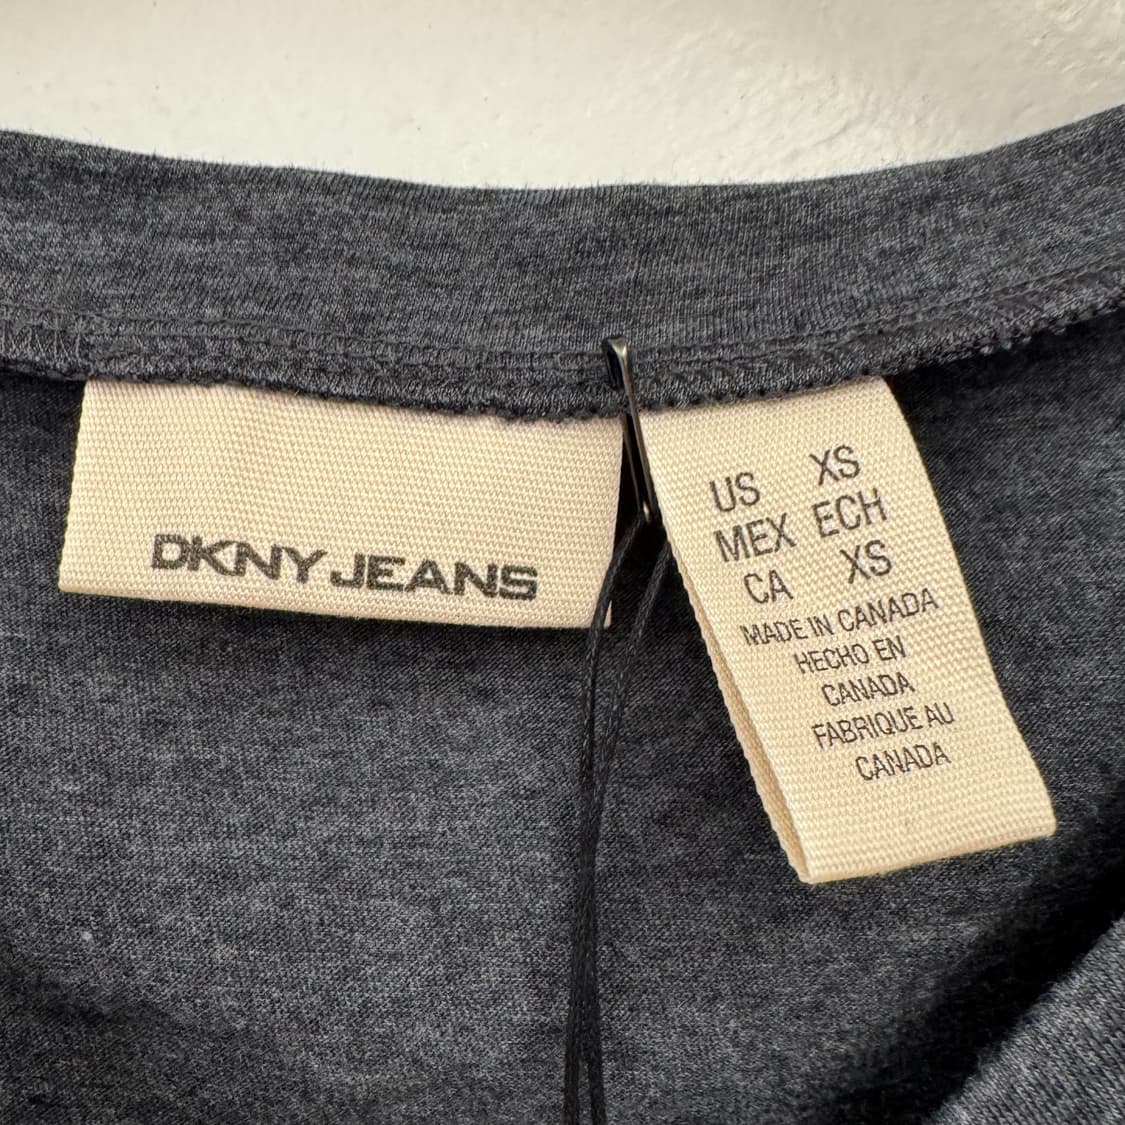 DKNY JEANS
US XS
MEX ECH
CA XS
MADE IN CANADA
HECHO EN
CANADA
FABRIQUE AU
CANADA